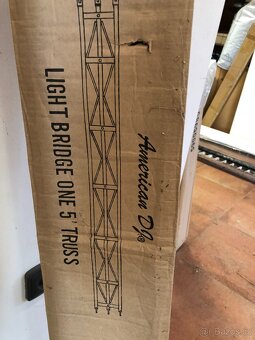 American DJ®
LIGHT BRIDGE ONE 5' TRUSS